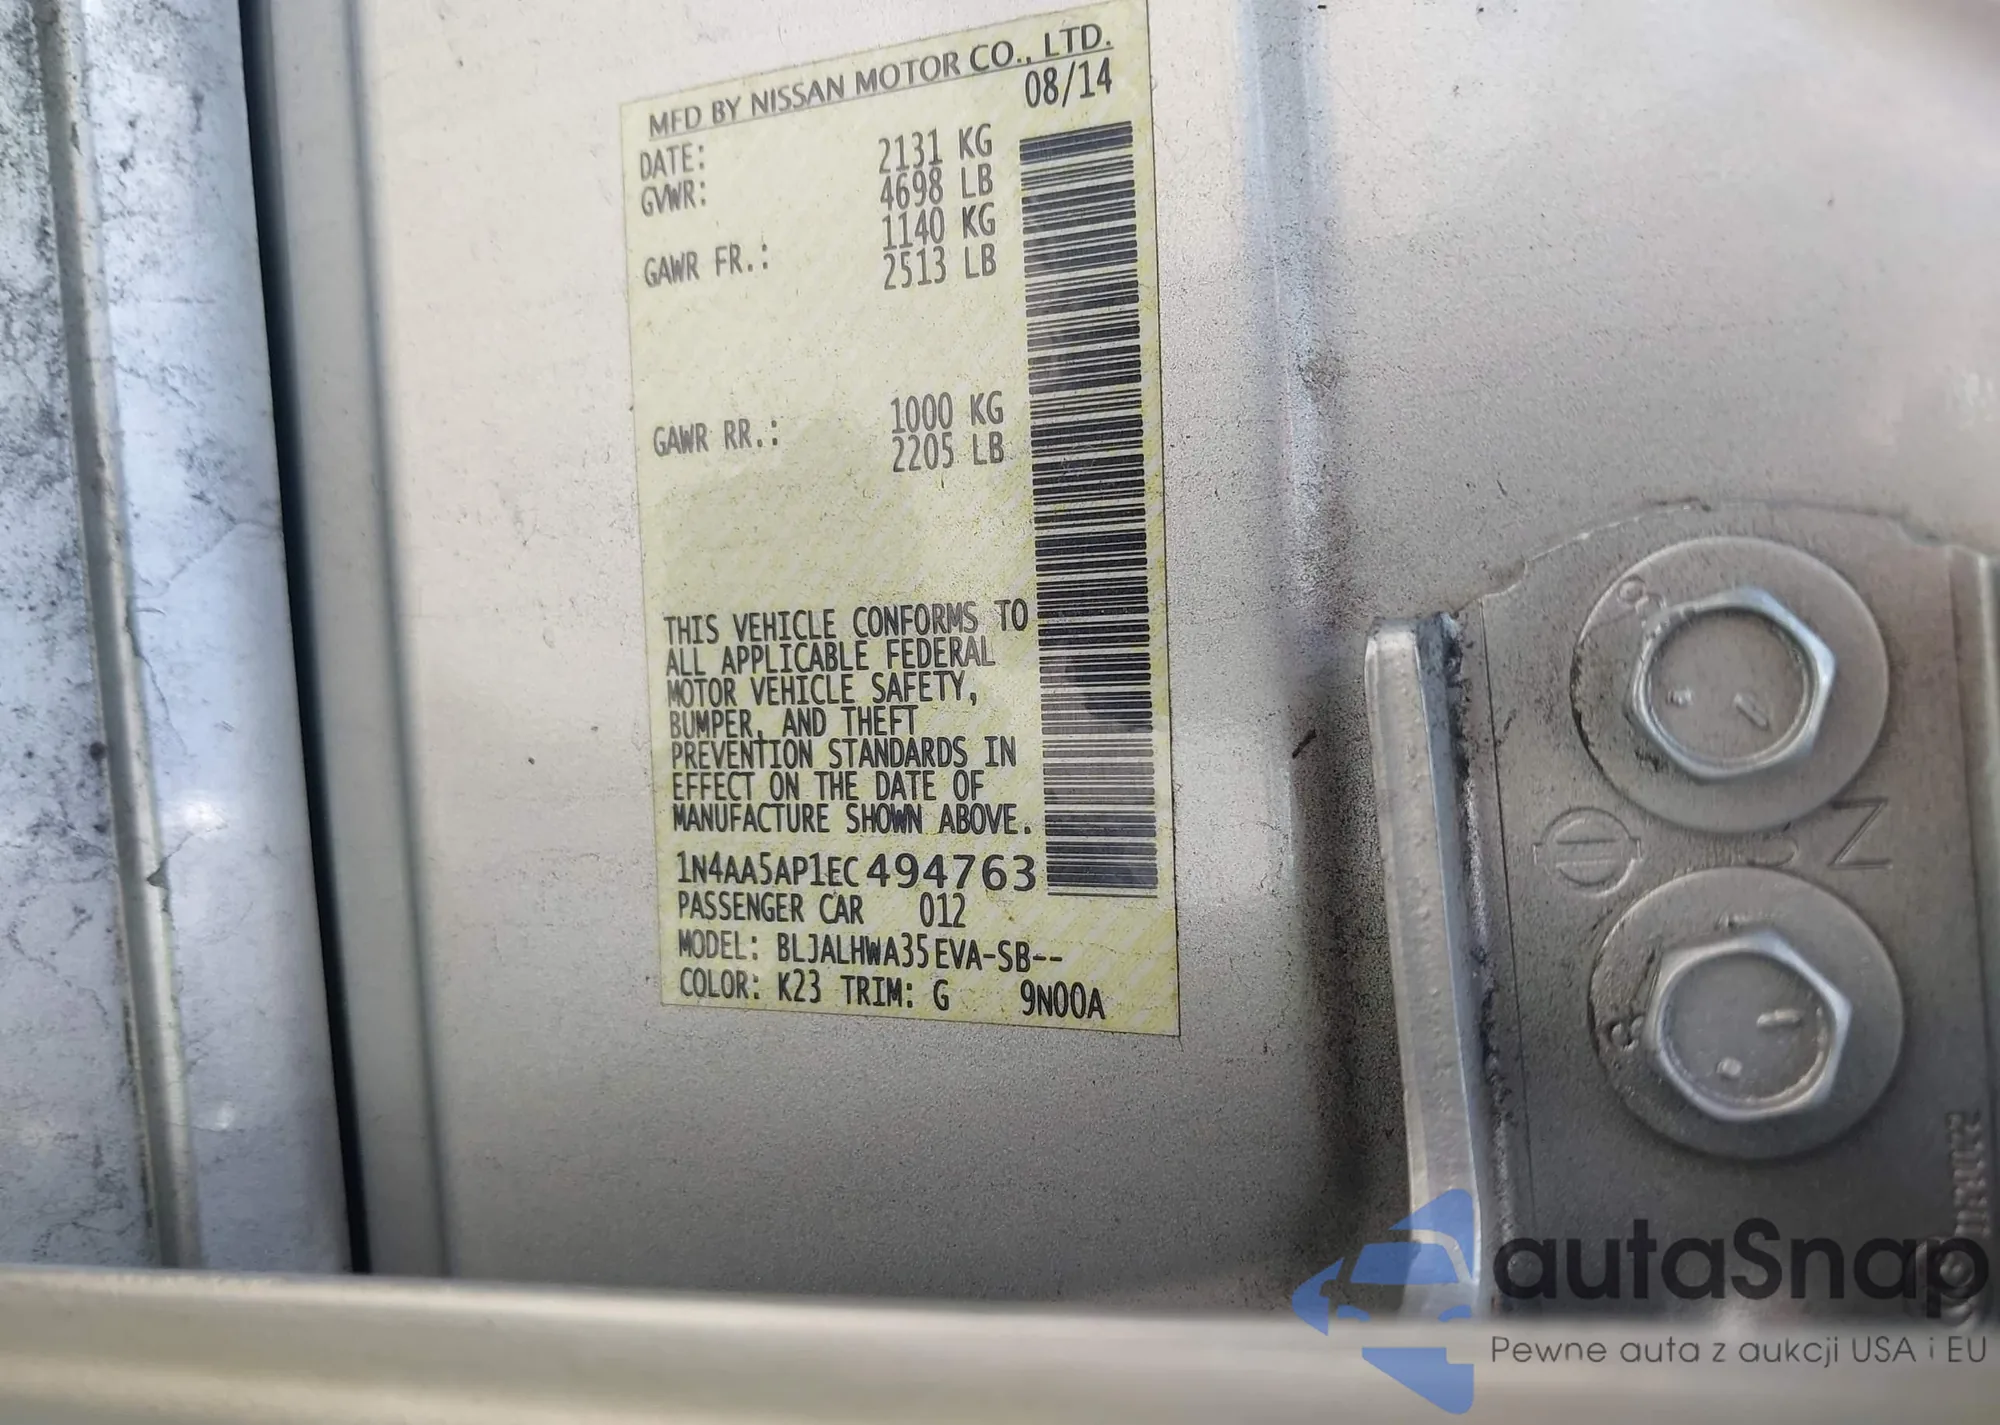 MFD BY NISSAN MOTOR CO., LTD.
DATE: 08/14
GVWR: 2131 KG
4698 LB
GAWR FR.: 1140 KG
2513 LB
GAWR RR.: 1000 KG
2205 LB
THIS VEHICLE CONFORMS TO
ALL APPLICABLE FEDERAL
MOTOR VEHICLE SAFETY,
BUMPER, AND THEFT
PREVENTION STANDARDS IN
EFFECT ON THE DATE OF
MANUFACTURE SHOWN ABOVE.
1N4AA5AP1EC494763
PASSENGER CAR 012
MODEL: BLJALHWA35EVA-SB--
COLOR: K23 TRIM: G 9N00A
autoSnap
Pewne auta z aukcji USA i EU